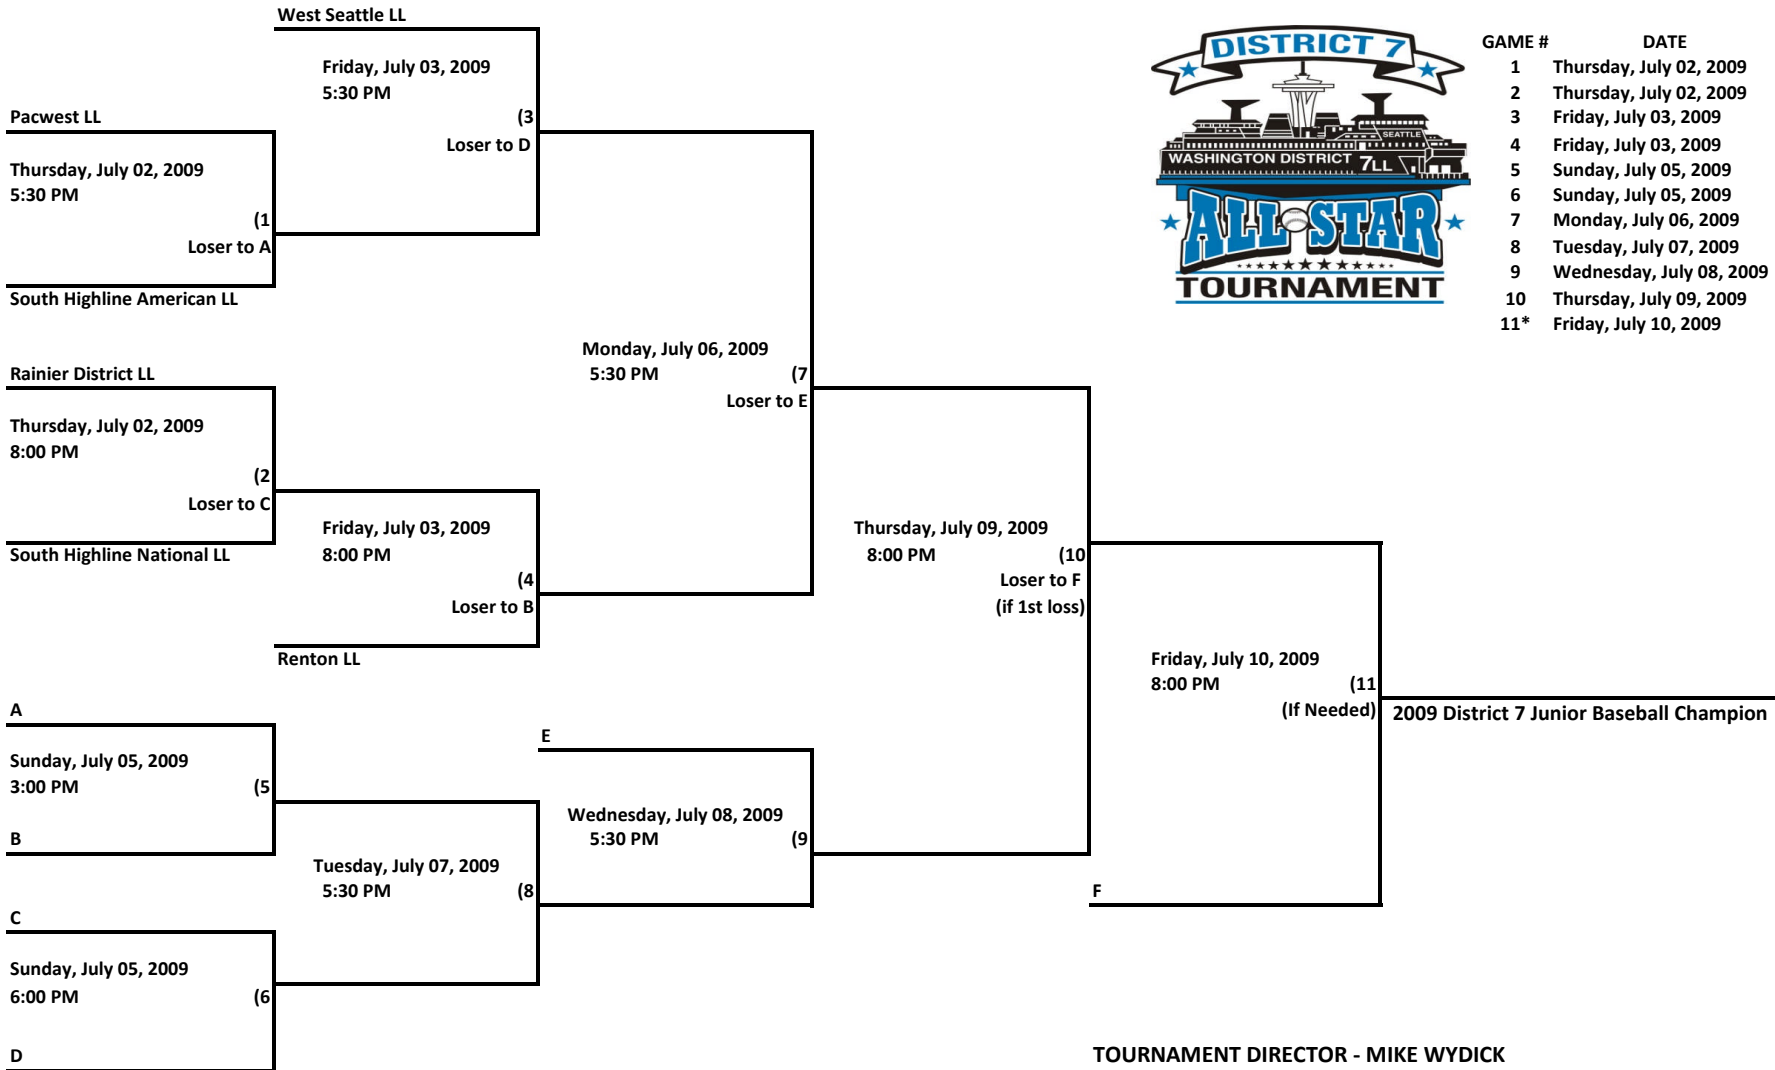 West Seattle LL
Friday, July 03, 2009
5:30 PM
(3
Loser to D
Pacwest LL
Thursday, July 02, 2009
5:30 PM
(1
Loser to A
South Highline American LL
Rainier District LL
Thursday, July 02, 2009
8:00 PM
(2
Loser to C
South Highline National LL
Friday, July 03, 2009
8:00 PM
(4
Loser to B
Renton LL
Monday, July 06, 2009
5:30 PM
(7
Loser to E
Thursday, July 09, 2009
8:00 PM
(10
Loser to F
(if 1st loss)
Friday, July 10, 2009
8:00 PM
(11
(If Needed)
2009 District 7 Junior Baseball Champion
A
Sunday, July 05, 2009
3:00 PM
(5
B
C
Sunday, July 05, 2009
6:00 PM
(6
D
Tuesday, July 07, 2009
5:30 PM
(8
E
Wednesday, July 08, 2009
5:30 PM
(9
F
DISTRICT 7
SEATTLE
WASHINGTON DISTRICT 7LL
ALL STAR
TOURNAMENT
GAME # DATE
1 Thursday, July 02, 2009
2 Thursday, July 02, 2009
3 Friday, July 03, 2009
4 Friday, July 03, 2009
5 Sunday, July 05, 2009
6 Sunday, July 05, 2009
7 Monday, July 06, 2009
8 Tuesday, July 07, 2009
9 Wednesday, July 08, 2009
10 Thursday, July 09, 2009
11* Friday, July 10, 2009
TOURNAMENT DIRECTOR - MIKE WYDICK